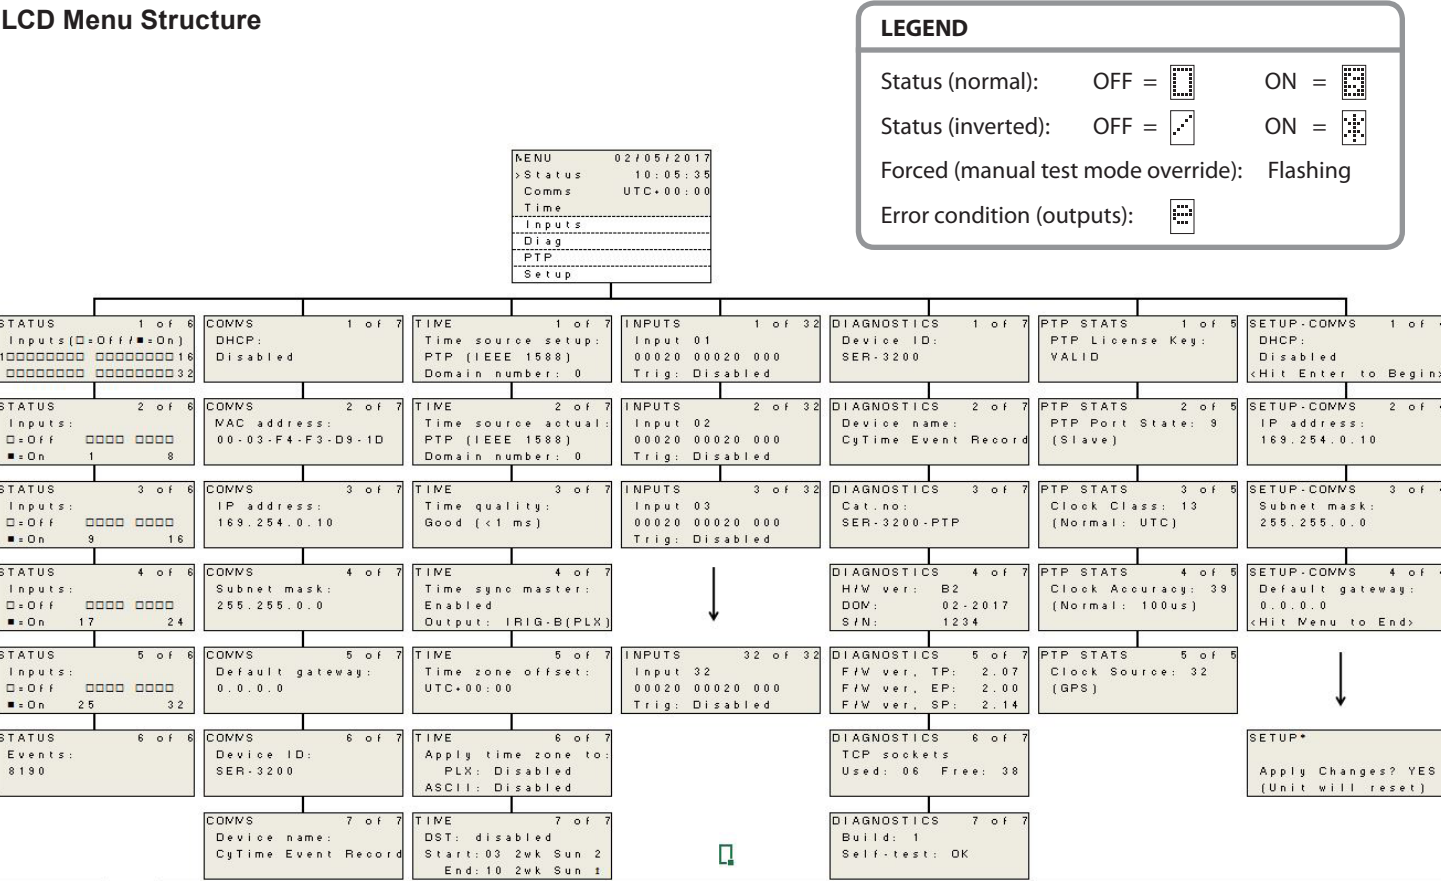 LCD Menu Structure
LEGEND
Status (normal): OFF = ON =
Status (inverted): OFF = ON =
Forced (manual test mode override): Flashing
Error condition (outputs):
MENU 02/05/2017
>Status 10:05:35
Comms UTC+00:00
Time
Inputs
Diag
PTP
Setup
STATUS 1 of 6
Inputs(□=Off/■=On)
1□□□□□□□□ □□□□□□□□16
□□□□□□□□ □□□□□□□□32
STATUS 2 of 6
Inputs:
□=Off □□□□ □□□□
■=On 1 8
STATUS 3 of 6
Inputs:
□=Off □□□□ □□□□
■=On 9 16
STATUS 4 of 6
Inputs:
□=Off □□□□ □□□□
■=On 17 24
STATUS 5 of 6
Inputs:
□=Off □□□□ □□□□
■=On 25 32
STATUS 6 of 6
Events:
8190
COMMS 1 of 7
DHCP:
Disabled
COMMS 2 of 7
MAC address:
00-03-F4-F3-D9-1D
COMMS 3 of 7
IP address:
169.254.0.10
COMMS 4 of 7
Subnet mask:
255.255.0.0
COMMS 5 of 7
Default gateway:
0.0.0.0
COMMS 6 of 7
Device ID:
SER-3200
COMMS 7 of 7
Device name:
CyTime Event Record
TIME 1 of 7
Time source setup:
PTP (IEEE 1588)
Domain number: 0
TIME 2 of 7
Time source actual:
PTP (IEEE 1588)
Domain number: 0
TIME 3 of 7
Time quality:
Good (<1 ms)
TIME 4 of 7
Time sync master:
Enabled
Output: IRIG-B(PLX)
TIME 5 of 7
Time zone offset:
UTC+00:00
TIME 6 of 7
Apply time zone to:
PLX: Disabled
ASCII: Disabled
TIME 7 of 7
DST: disabled
Start:03 2wk Sun 2
End:10 2wk Sun
INPUTS 1 of 32
Input 01
00020 00020 000
Trig: Disabled
INPUTS 2 of 32
Input 02
00020 00020 000
Trig: Disabled
INPUTS 3 of 32
Input 03
00020 00020 000
Trig: Disabled
INPUTS 32 of 32
Input 32
00020 00020 000
Trig: Disabled
DIAGNOSTICS 1 of 7
Device ID:
SER-3200
DIAGNOSTICS 2 of 7
Device name:
CyTime Event Record
DIAGNOSTICS 3 of 7
Cat.no:
SER-3200-PTP
DIAGNOSTICS 4 of 7
H/W ver: B2
DOM: 02-2017
S/N: 1234
DIAGNOSTICS 5 of 7
F/W ver, TP: 2.07
F/W ver, EP: 2.00
F/W ver, SP: 2.14
DIAGNOSTICS 6 of 7
TCP sockets
Used: 06 Free: 38
DIAGNOSTICS 7 of 7
Build: 1
Self-test: OK
PTP STATS 1 of 5
PTP License Key:
VALID
PTP STATS 2 of 5
PTP Port State: 9
(Slave)
PTP STATS 3 of 5
Clock Class: 13
(Normal: UTC)
PTP STATS 4 of 5
Clock Accuracy: 39
(Normal: 100us)
PTP STATS 5 of 5
Clock Source: 32
(GPS)
SETUP-COMMS 1 of
DHCP:
Disabled
<Hit Enter to Begin>
SETUP-COMMS 2 of
IP address:
169.254.0.10
SETUP-COMMS 3 of
Subnet mask:
255.255.0.0
SETUP-COMMS 4 of
Default gateway:
0.0.0.0
<Hit Menu to End>
SETUP*
Apply Changes? YES
(Unit will reset)